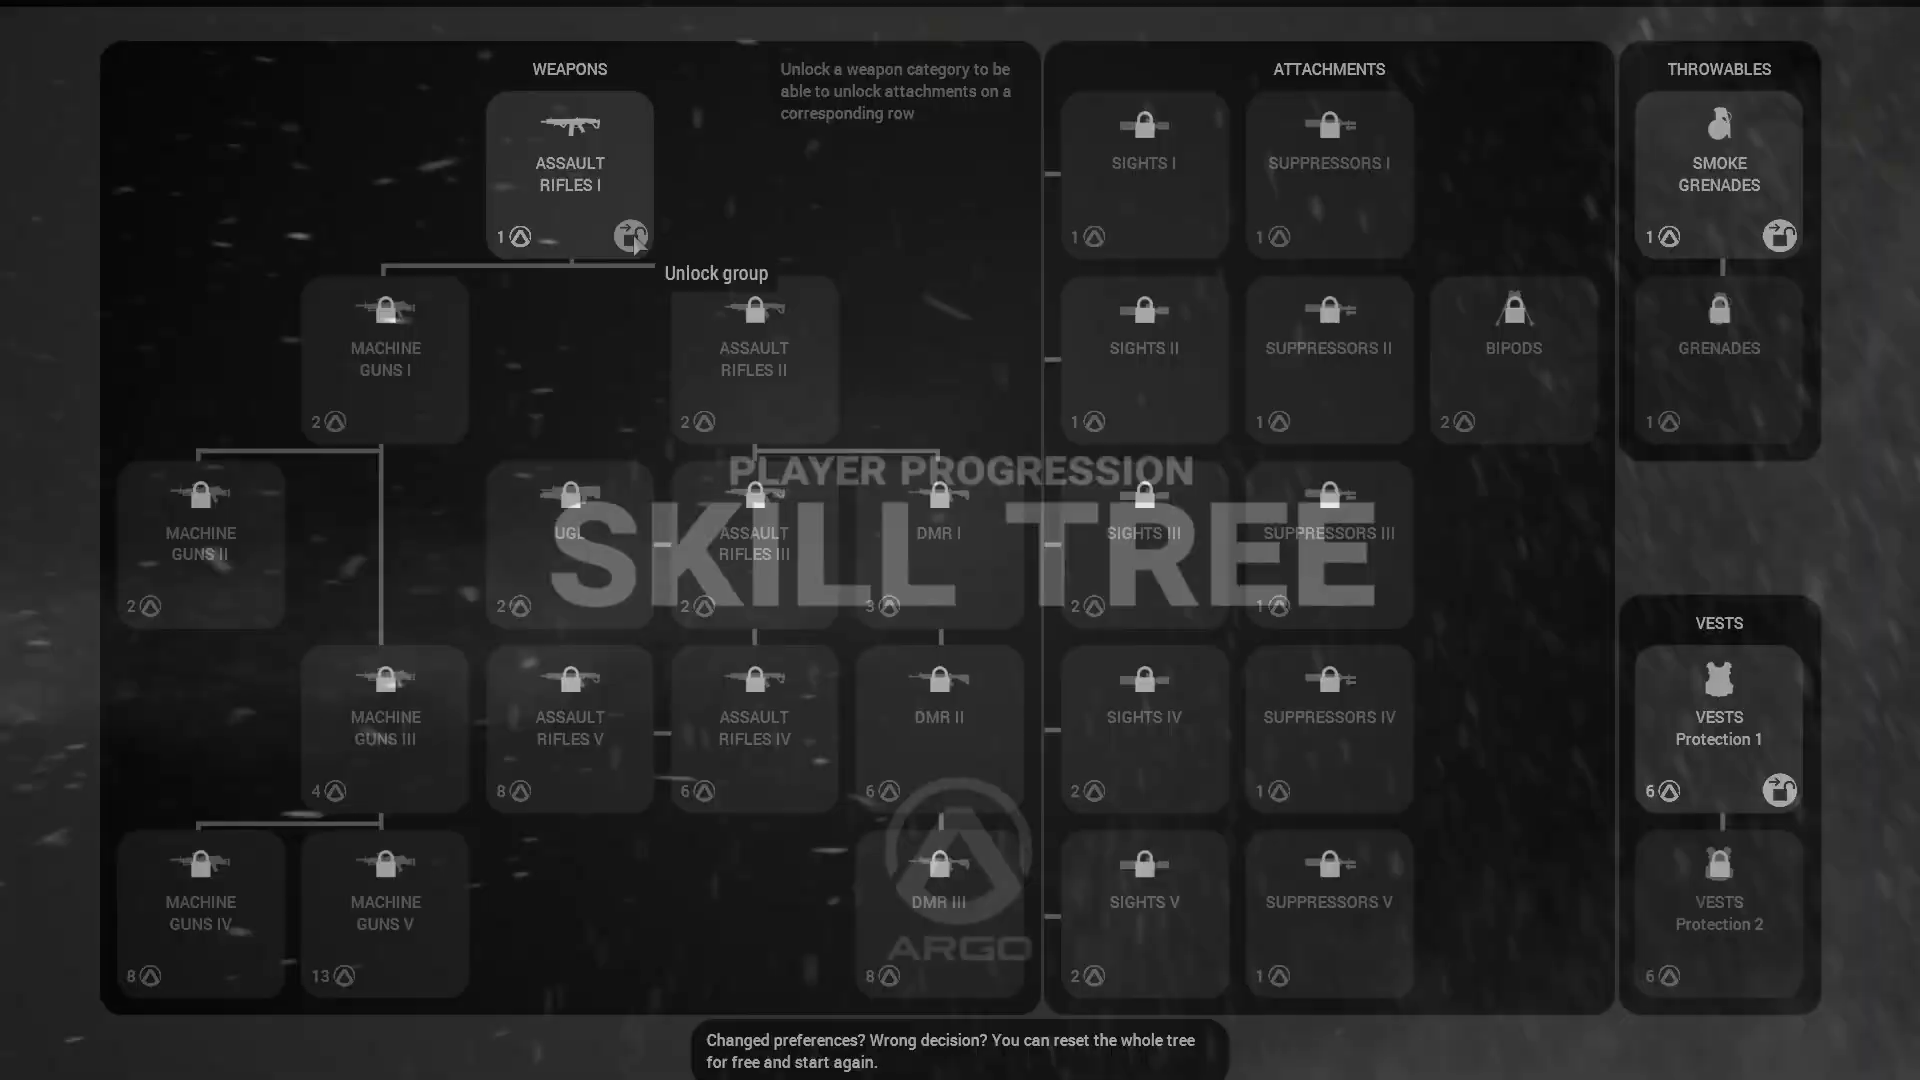 WEAPONS
Unlock a weapon category to be
able to unlock attachments on a
corresponding row
ATTACHMENTS
THROWABLES
ASSAULT
RIFLES I
1
SIGHTS I
1
SUPPRESSORS I
1
SMOKE
GRENADES
1
Unlock group
MACHINE
GUNS I
2
ASSAULT
RIFLES II
2
SIGHTS II
1
SUPPRESSORS II
1
BIPODS
2
GRENADES
1
PLAYER PROGRESSION
SKILL TREE
MACHINE
GUNS II
2
UGL
2
ASSAULT
RIFLES III
2
DMR I
3
SIGHTS III
2
SUPPRESSORS III
1
VESTS
MACHINE
GUNS III
4
ASSAULT
RIFLES V
8
ASSAULT
RIFLES IV
6
DMR II
6
SIGHTS IV
2
SUPPRESSORS IV
1
VESTS
Protection 1
6
MACHINE
GUNS IV
8
MACHINE
GUNS V
13
DMR III
8
ARGO
SIGHTS V
2
SUPPRESSORS V
1
VESTS
Protection 2
6
Changed preferences? Wrong decision? You can reset the whole tree
for free and start again.